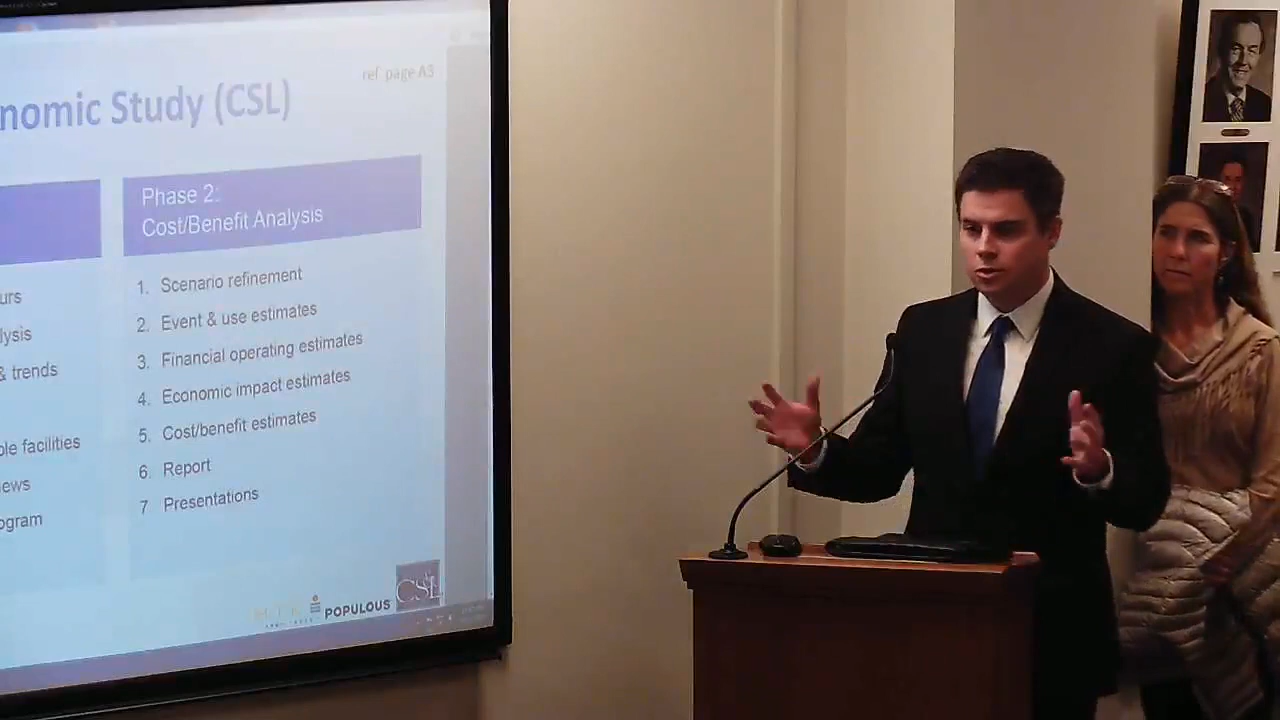 ref page A3
nomic Study (CSL)
Phase 2:
Cost/Benefit Analysis
urs
lysis
& trends
ble facilities
ews
ogram
1. Scenario refinement
2. Event & use estimates
3. Financial operating estimates
4. Economic impact estimates
5. Cost/benefit estimates
6. Report
7 Presentations
POPULOUS
CSL